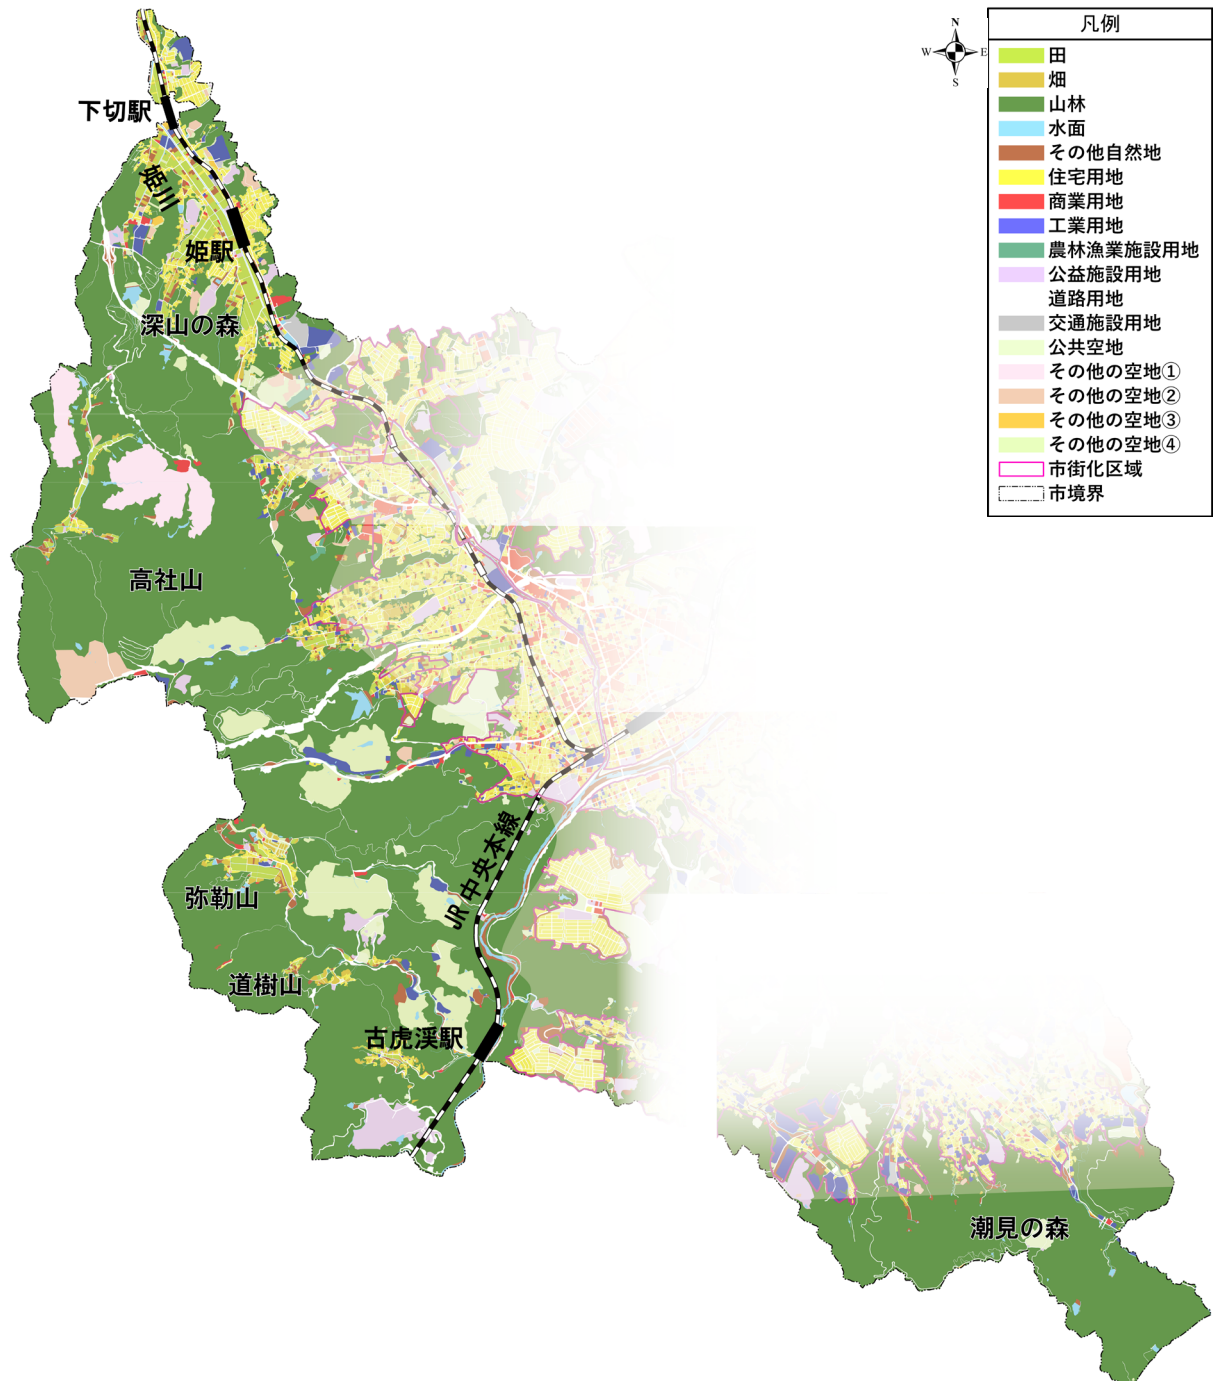 N
W
E
S
凡例
田
畑
山林
水面
その他自然地
住宅用地
商業用地
工業用地
農林漁業施設用地
公益施設用地
道路用地
交通施設用地
公共空地
その他の空地①
その他の空地②
その他の空地③
その他の空地④
市街化区域
市境界
下切駅
姫川
姫駅
深山の森
高社山
JR 中央本線
弥勒山
道樹山
古虎渓駅
潮見の森